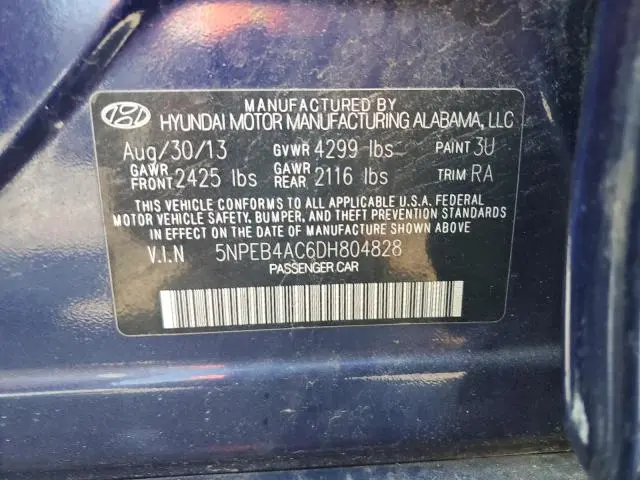 MANUFACTURED BY
HYUNDAI MOTOR MANUFACTURING ALABAMA, LLC
Aug/30/13 GVWR 4299 lbs PAINT 3U
GAWR FRONT 2425 lbs GAWR REAR 2116 lbs TRIM RA
THIS VEHICLE CONFORMS TO ALL APPLICABLE U.S.A. FEDERAL
MOTOR VEHICLE SAFETY, BUMPER, AND THEFT PREVENTION STANDARDS
IN EFFECT ON THE DATE OF MANUFACTURE SHOWN ABOVE.
V.I.N 5NPEB4AC6DH804828
PASSENGER CAR